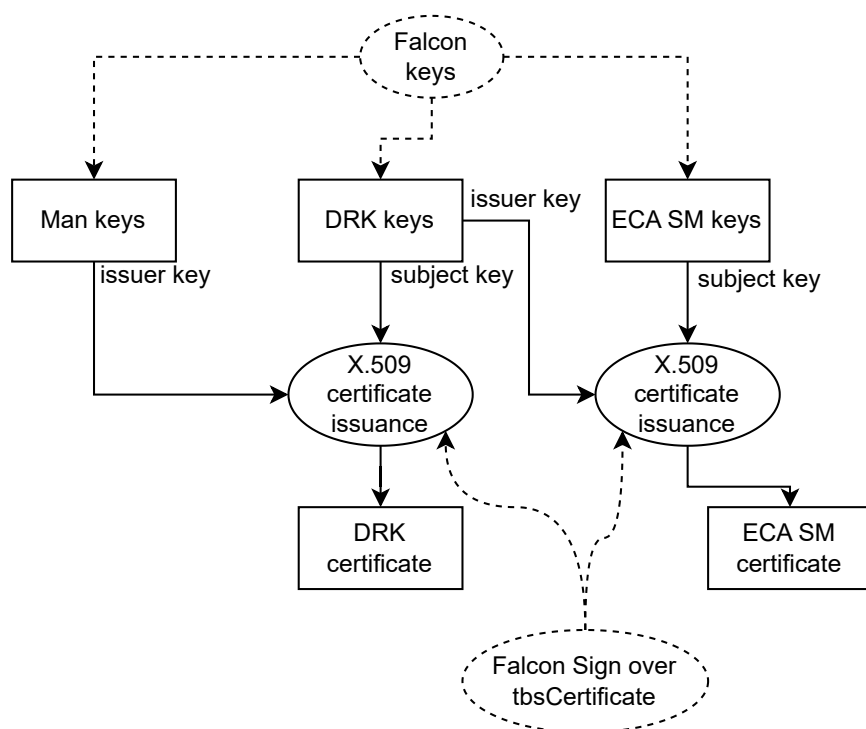 Falcon
keys
Man keys
DRK keys
issuer key
ECA SM keys
issuer key
subject key
subject key
X.509
certificate
issuance
X.509
certificate
issuance
DRK
certificate
ECA SM
certificate
Falcon Sign over
tbsCertificate